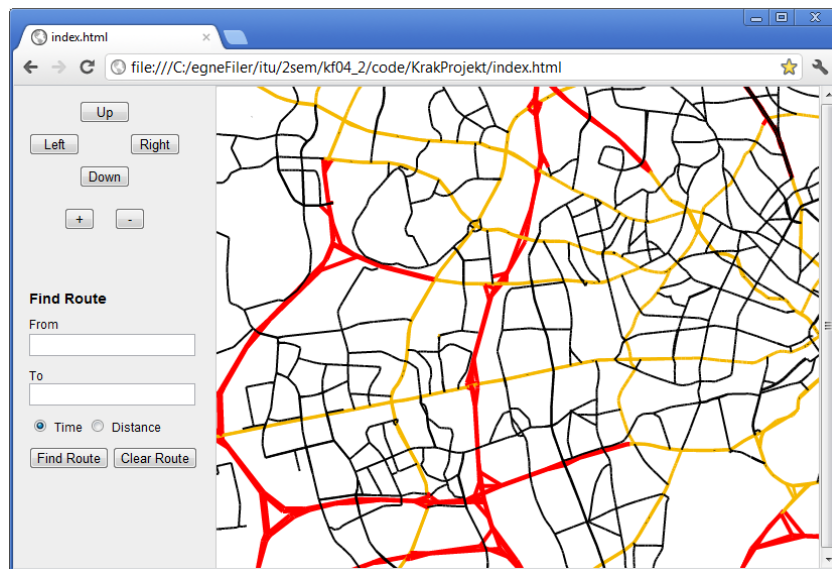 index.html
file:///C:/egneFiler/itu/2sem/kf04_2/code/KrakProjekt/index.html
Up
Left Right
Down
+ -
Find Route
From
To
Time Distance
Find Route Clear Route